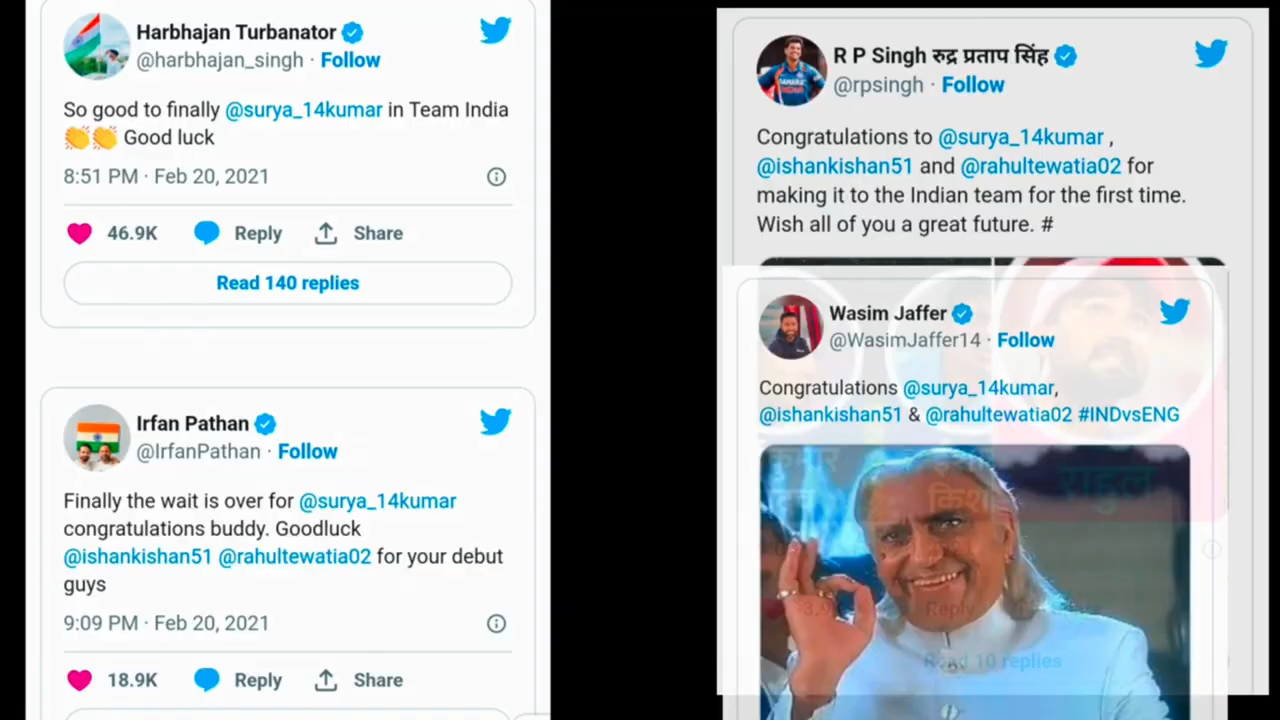 Harbhajan Turbanator
@harbhajan_singh · Follow
So good to finally @surya_14kumar in Team India
👏👏 Good luck
8:51 PM · Feb 20, 2021
46.9K Reply Share
Read 140 replies
Irfan Pathan
@IrfanPathan · Follow
Finally the wait is over for @surya_14kumar
congratulations buddy. Goodluck
@ishankishan51 @rahultewatia02 for your debut
guys
9:09 PM · Feb 20, 2021
18.9K Reply Share
R P Singh रुद्र प्रताप सिंह
@rpsingh · Follow
Congratulations to @surya_14kumar ,
@ishankishan51 and @rahultewatia02 for
making it to the Indian team for the first time.
Wish all of you a great future. #
Wasim Jaffer
@WasimJaffer14 · Follow
Congratulations @surya_14kumar,
@ishankishan51 & @rahultewatia02 #INDvsENG
राहुल
Reply
Read 10 replies